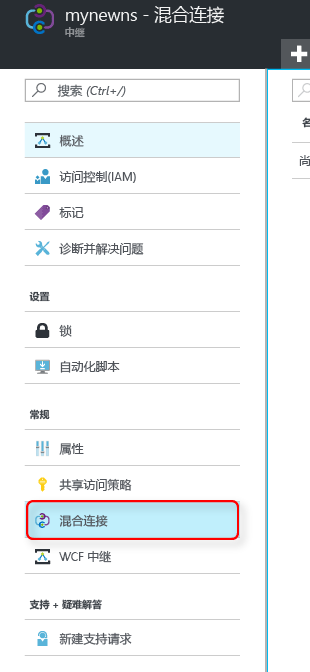 mynewns - 混合连接
中继
搜索 (Ctrl+/)
概述
访问控制(IAM)
标记
诊断并解决问题
设置
锁
自动化脚本
常规
属性
共享访问策略
混合连接
WCF 中继
支持 + 疑难解答
新建支持请求